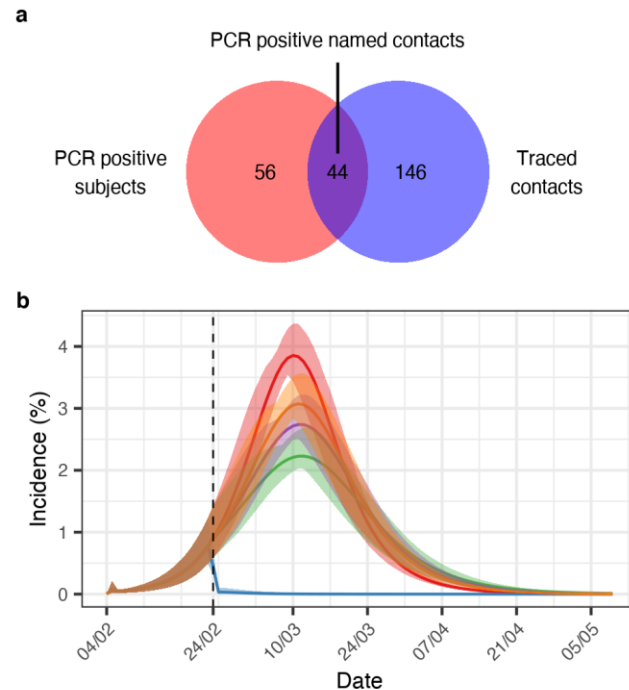 a
PCR positive named contacts
PCR positive
subjects
56
44
146
Traced
contacts
b
Incidence (%)
4
3
2
1
0
04/02
24/02
10/03
24/03
07/04
21/04
05/05
Date